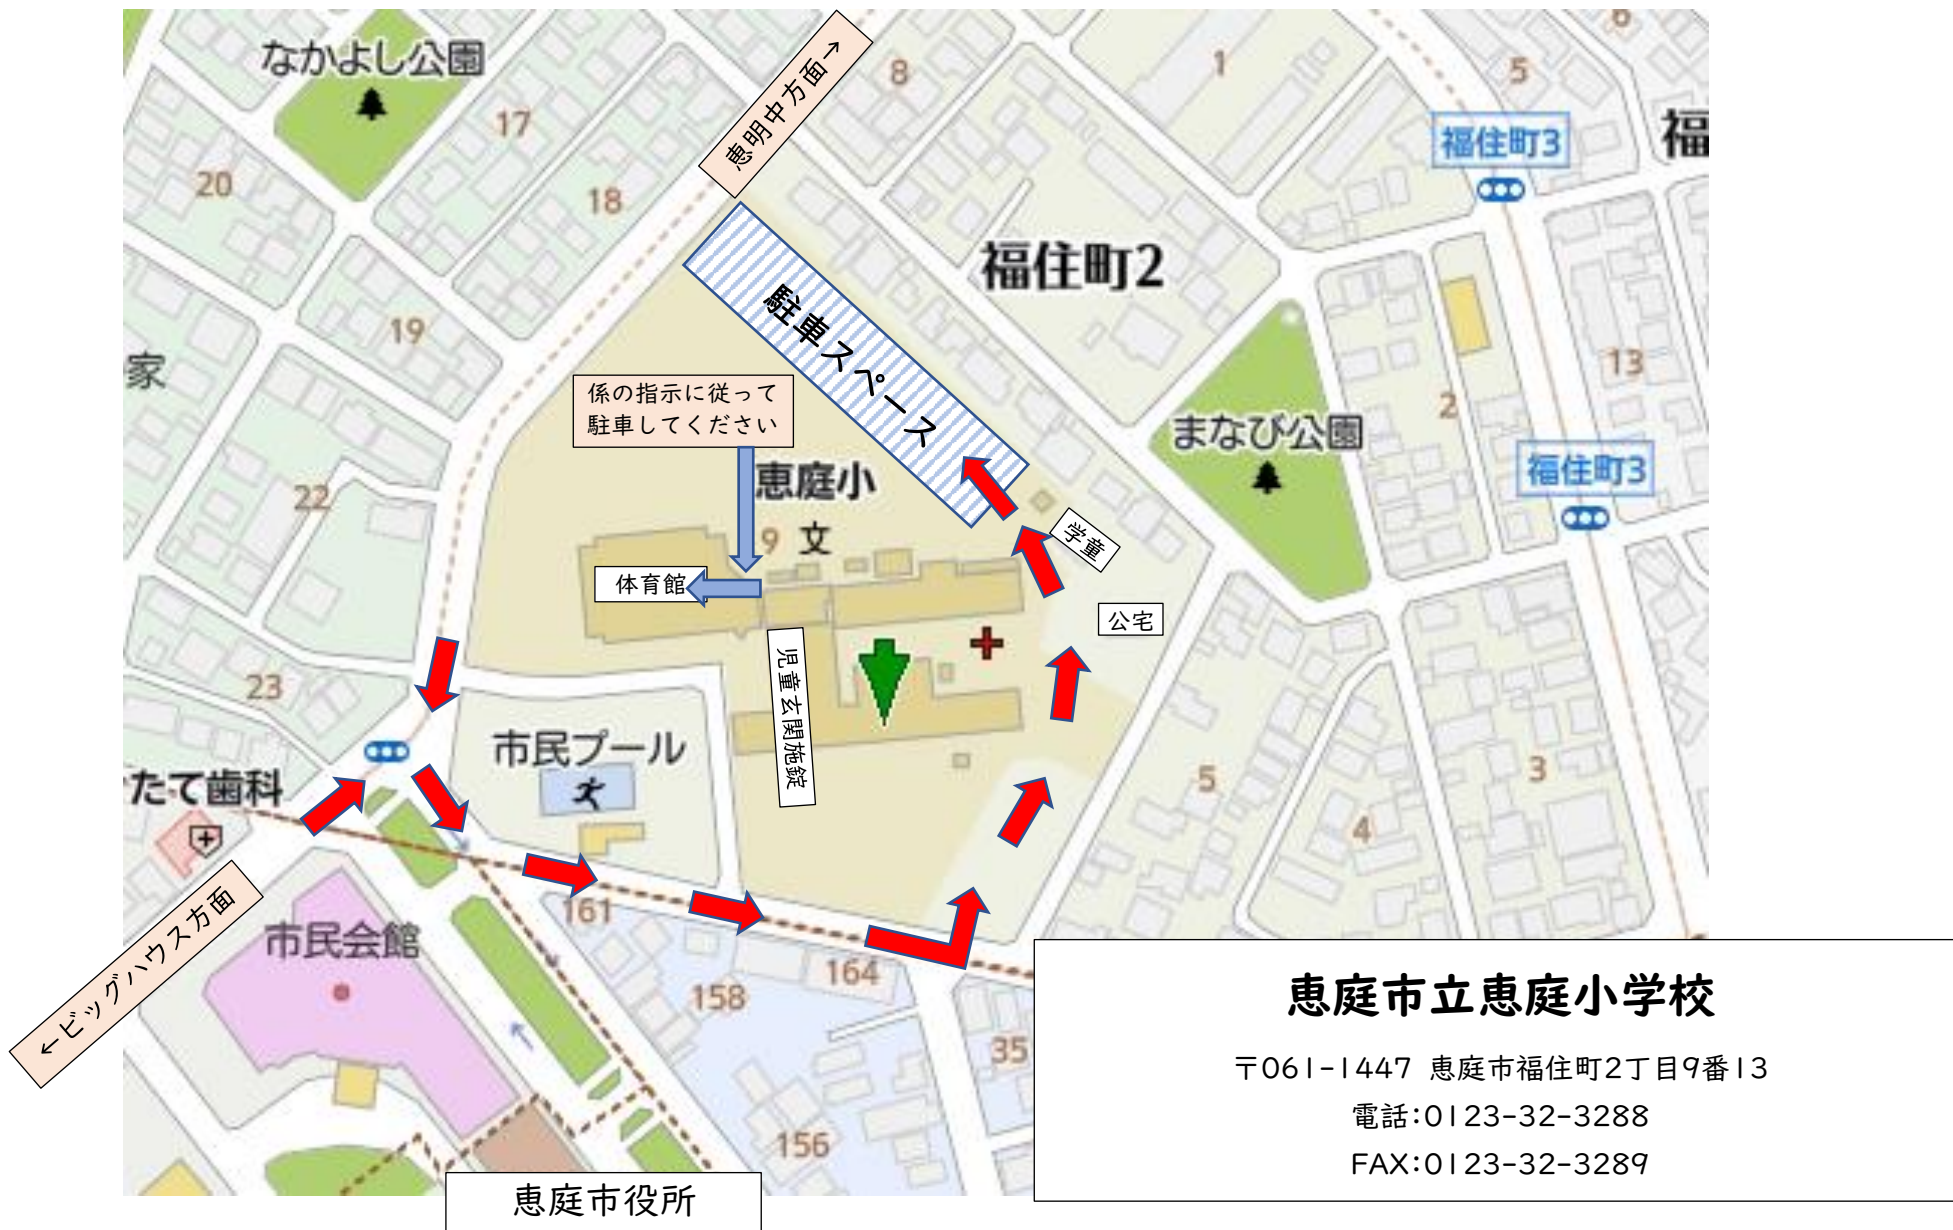 なかよし公園
恵明中方面→
8
1
5
6
17
福住町3
福
20
18
福住町2
駐車スペース
19
13
家
係の指示に従って
駐車してください
2
まなび公園
恵庭小
福住町3
22
9 文
学童
体育館
公宅
児童玄関施錠
23
市民プール
たて歯科
5
3
4
←ビッグハウス方面
161
市民会館
164
158
35
恵庭市立恵庭小学校
〒061-1447 恵庭市福住町2丁目9番13
電話:0123-32-3288
FAX:0123-32-3289
156
恵庭市役所